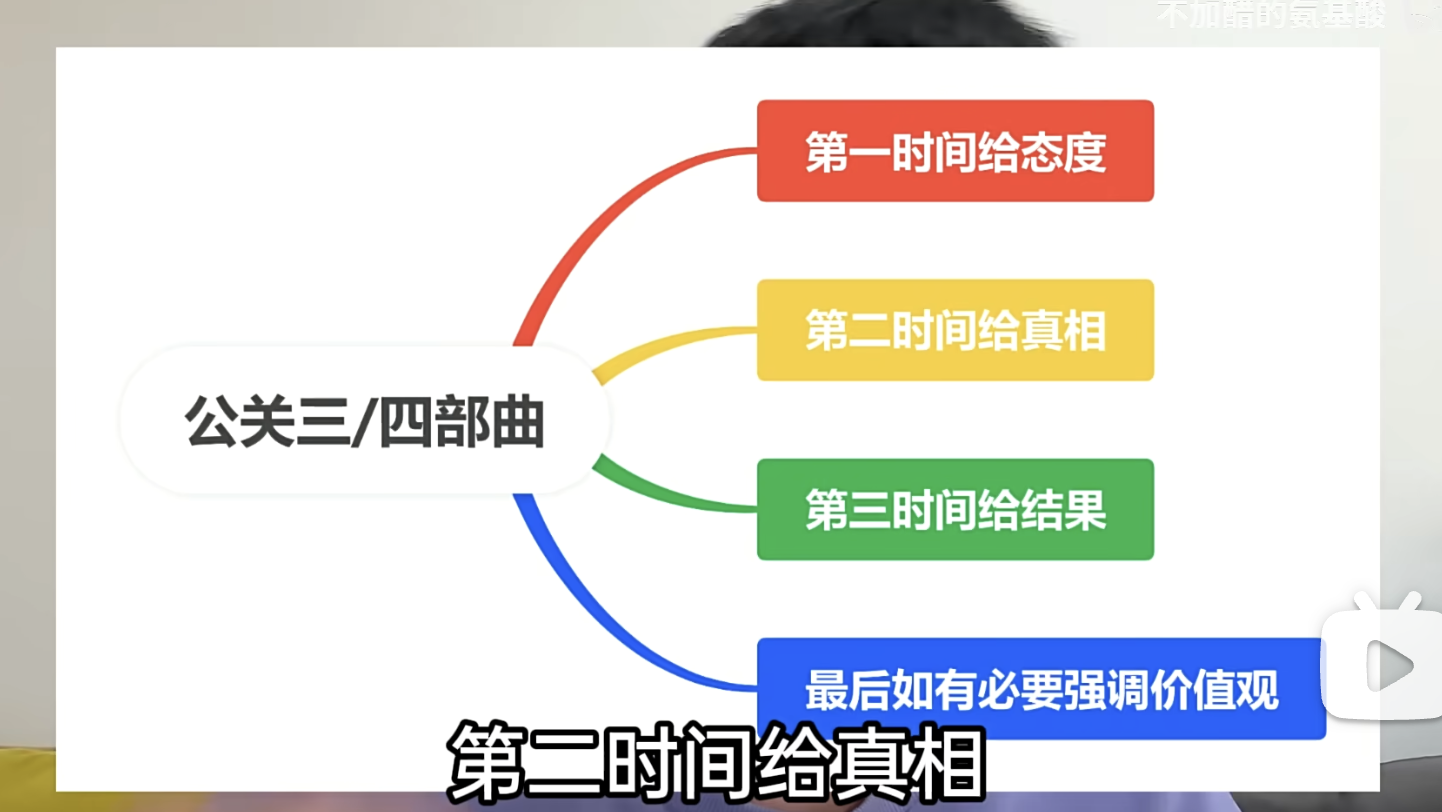 不加醋的氨基酸
第一时间给态度
第二时间给真相
公关三/四部曲
第三时间给结果
最后如有必要强调价值观
第二时间给真相